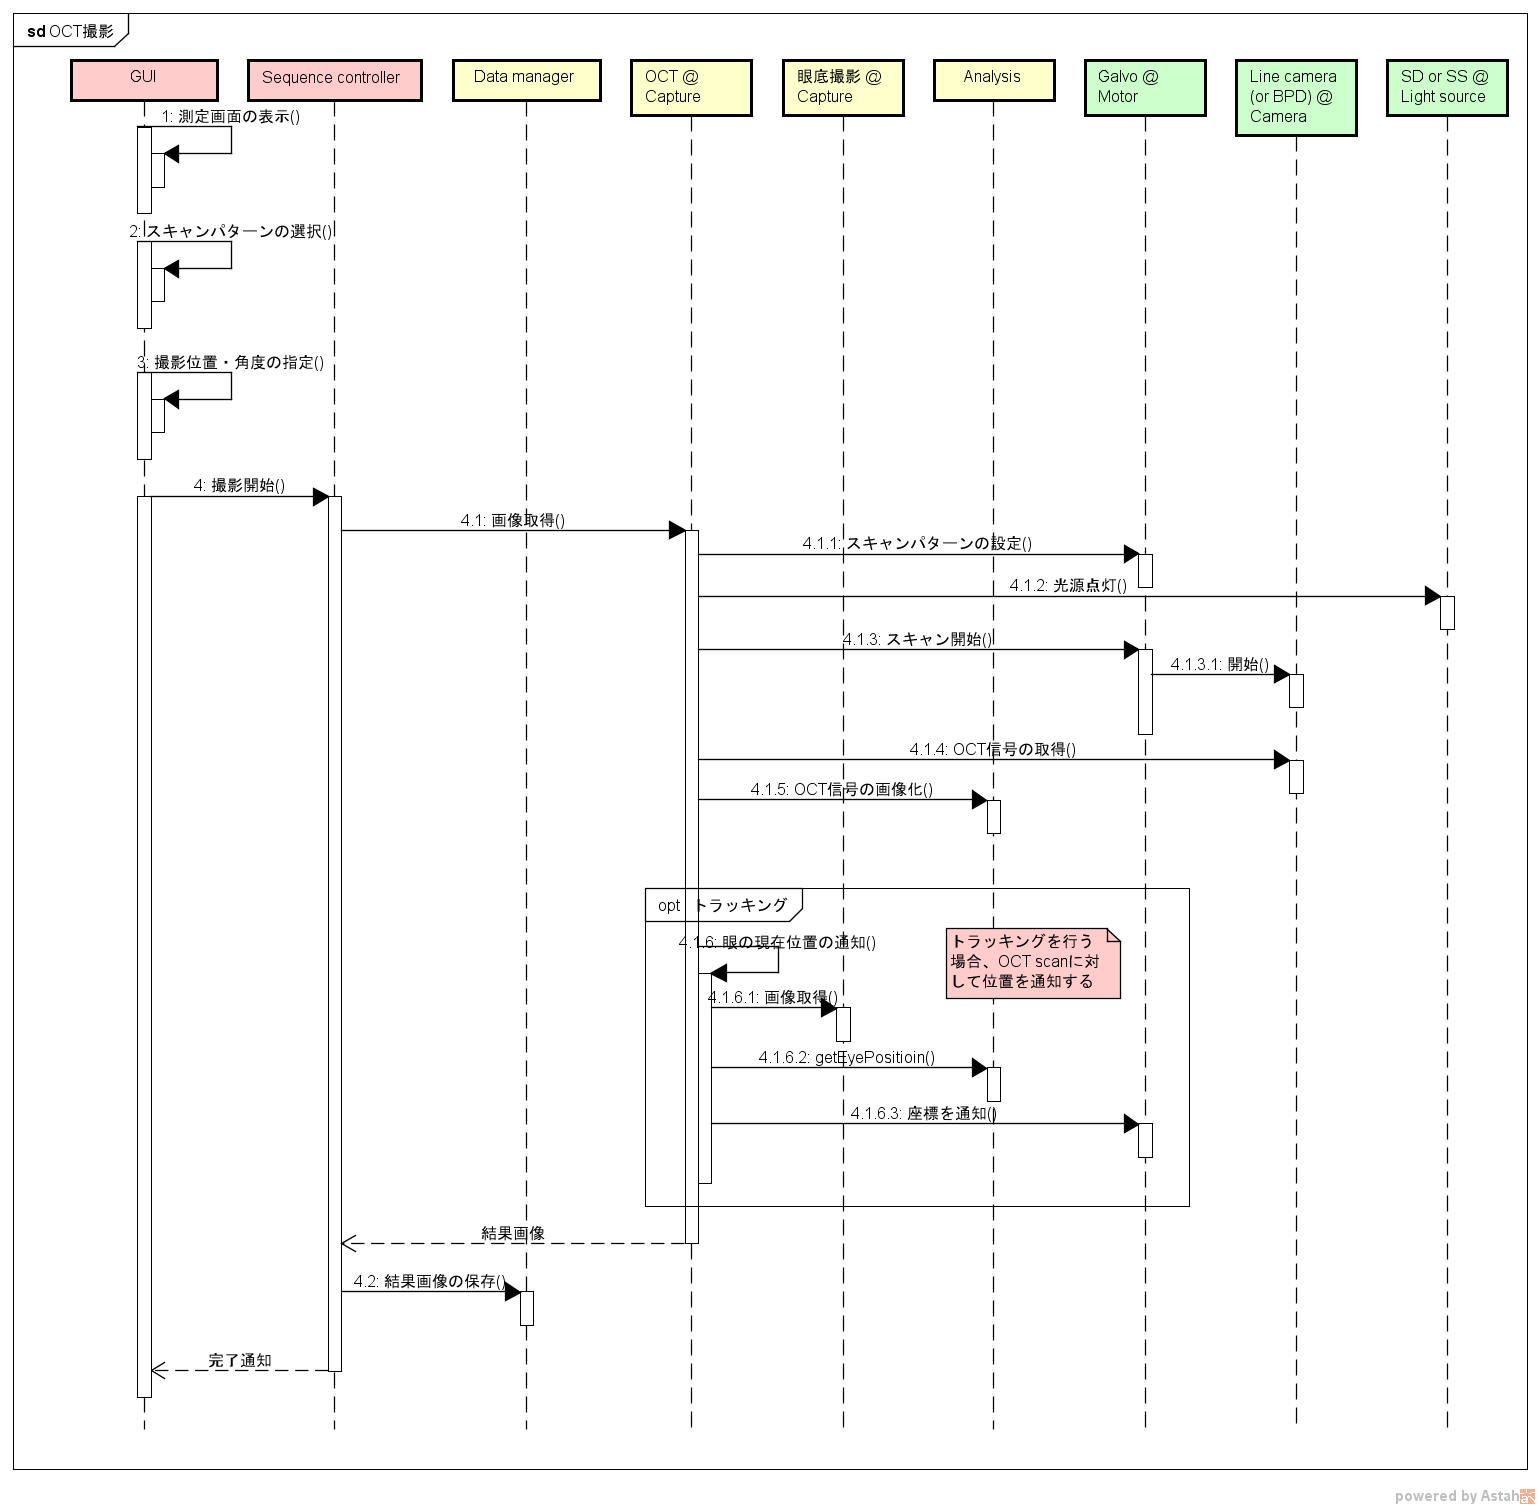 sd OCT撮影
GUI
Sequence controller
Data manager
OCT @
Capture
眼底撮影 @
Capture
Analysis
Galvo @
Motor
Line camera
(or BPD) @
Camera
SD or SS @
Light source
1: 測定画面の表示()
2: スキャンパターンの選択()
3: 撮影位置・角度の指定()
4: 撮影開始()
4.1: 画像取得()
4.1.1: スキャンパターンの設定()
4.1.2: 光源点灯()
4.1.3: スキャン開始()
4.1.3.1: 開始()
4.1.4: OCT信号の取得()
4.1.5: OCT信号の画像化()
opt トラッキング
4.1.6: 眼の現在位置の通知()
トラッキングを行う
場合、OCT scanに対
して位置を通知する
4.1.6.1: 画像取得()
4.1.6.2: getEyePositioin()
4.1.6.3: 座標を通知()
結果画像
4.2: 結果画像の保存()
完了通知
powered by Astah